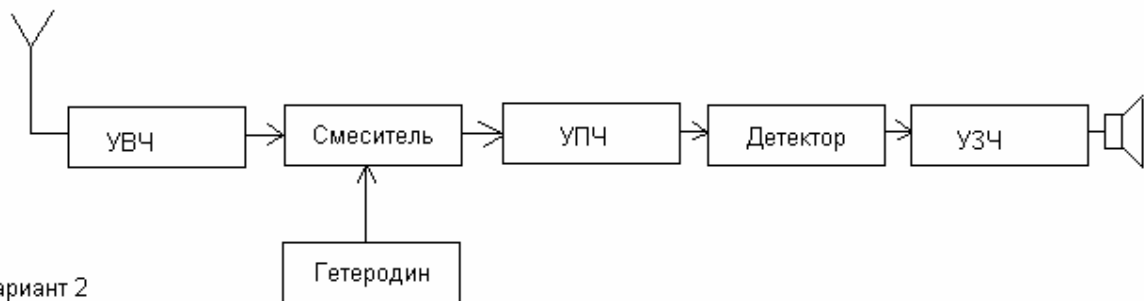 УВЧ
Смеситель
УПЧ
Детектор
УЗЧ
Гетеродин
ариант 2